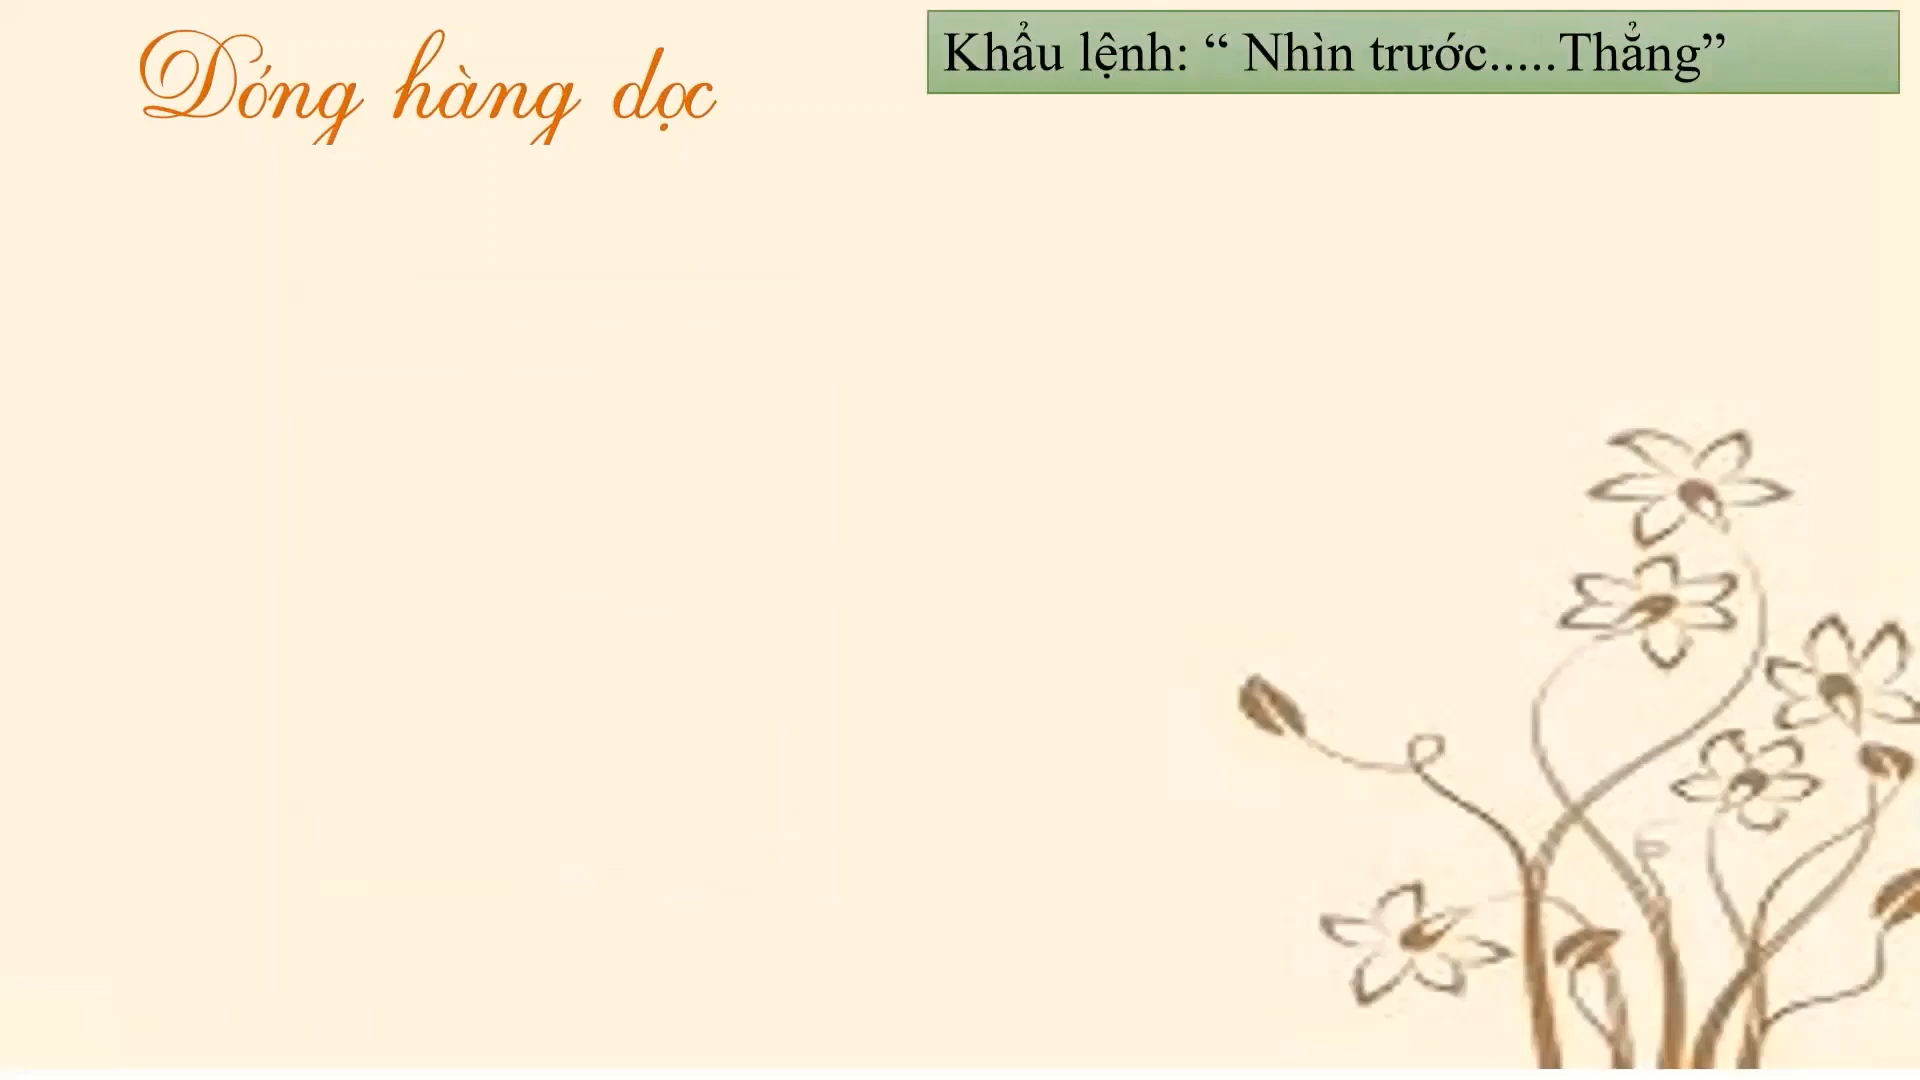 Dóng hàng dọc
Khẩu lệnh: “ Nhìn trước.....Thẳng”